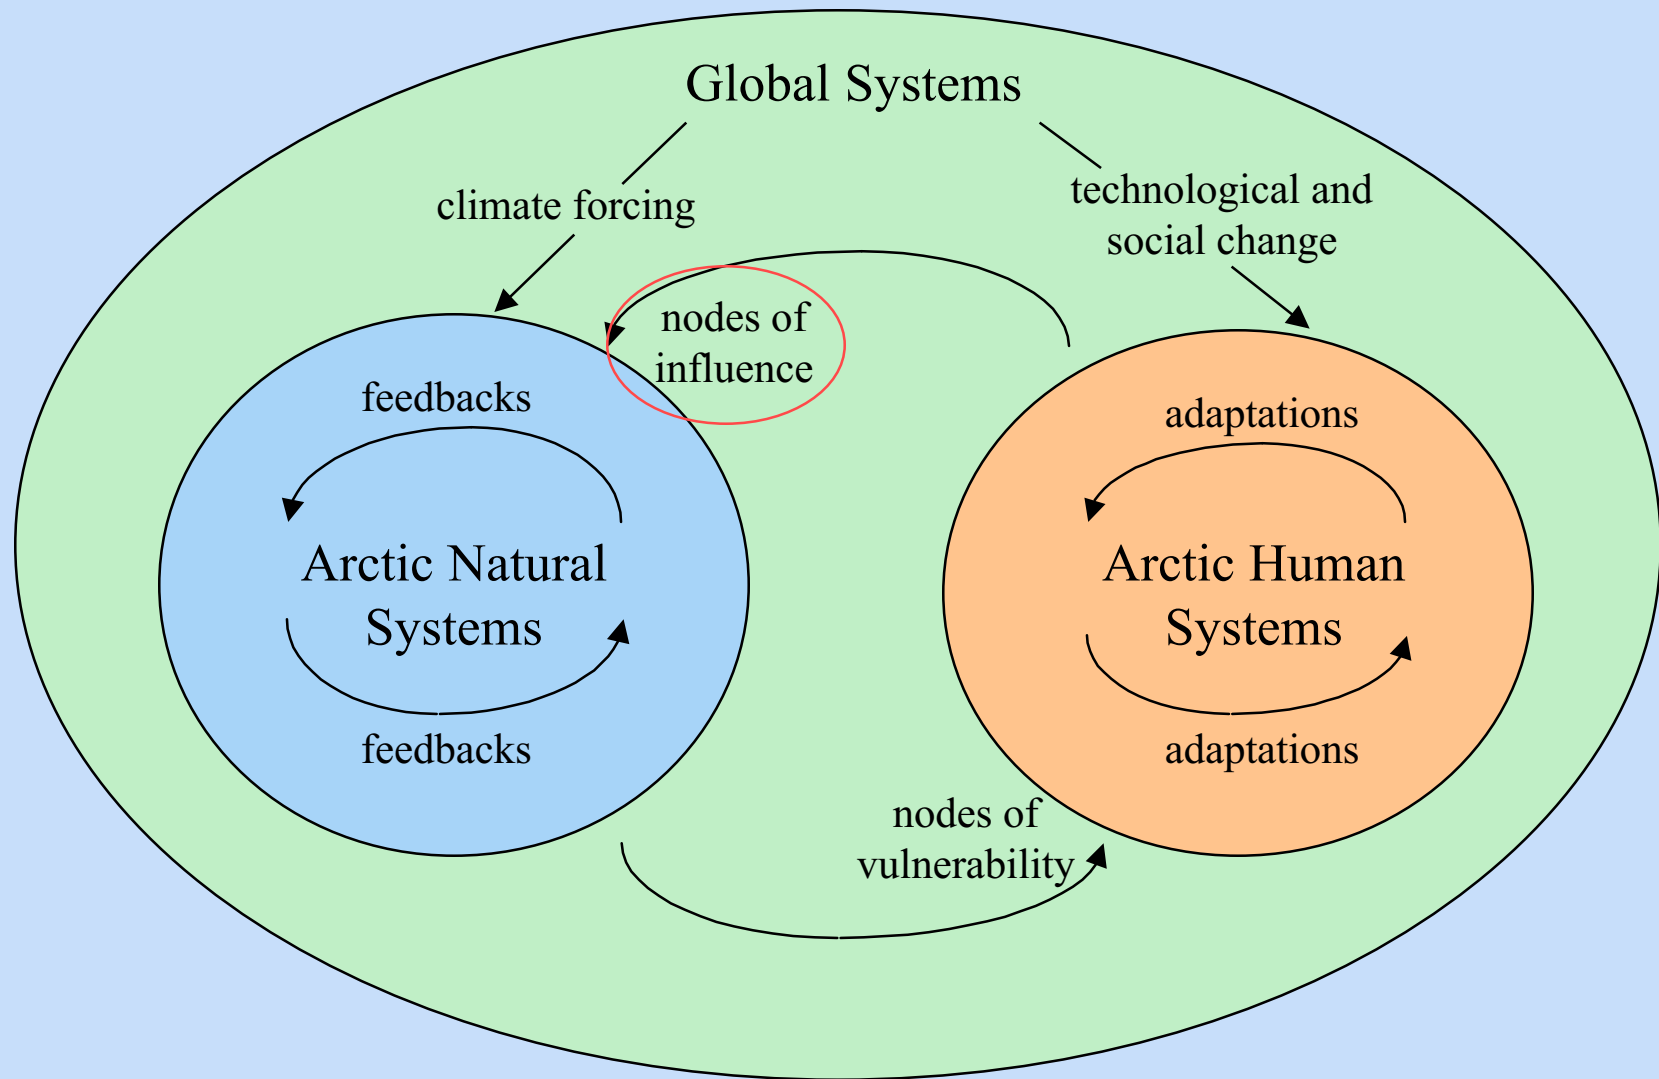 Global Systems
climate forcing
technological and
social change
nodes of
influence
feedbacks
adaptations
Arctic Natural
Systems
Arctic Human
Systems
feedbacks
adaptations
nodes of
vulnerability